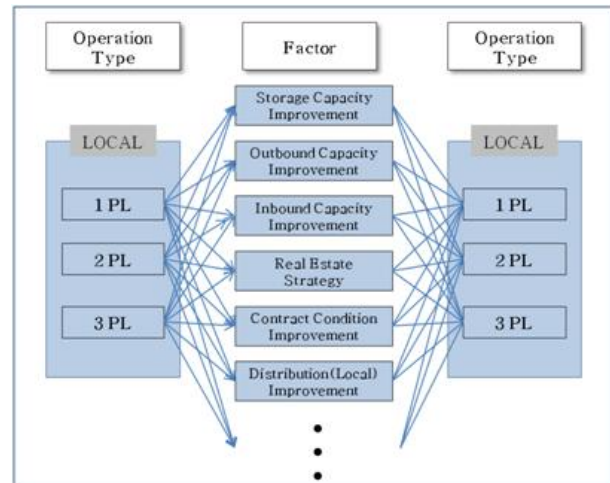 Operation
Type
Factor
Operation
Type
LOCAL
1 PL
2 PL
3 PL
Storage Capacity
Improvement
Outbound Capacity
Improvement
Inbound Capacity
Improvement
Real Estate
Strategy
Contract Condition
Improvement
Distribution(Local)
Improvement
LOCAL
1 PL
2 PL
3 PL